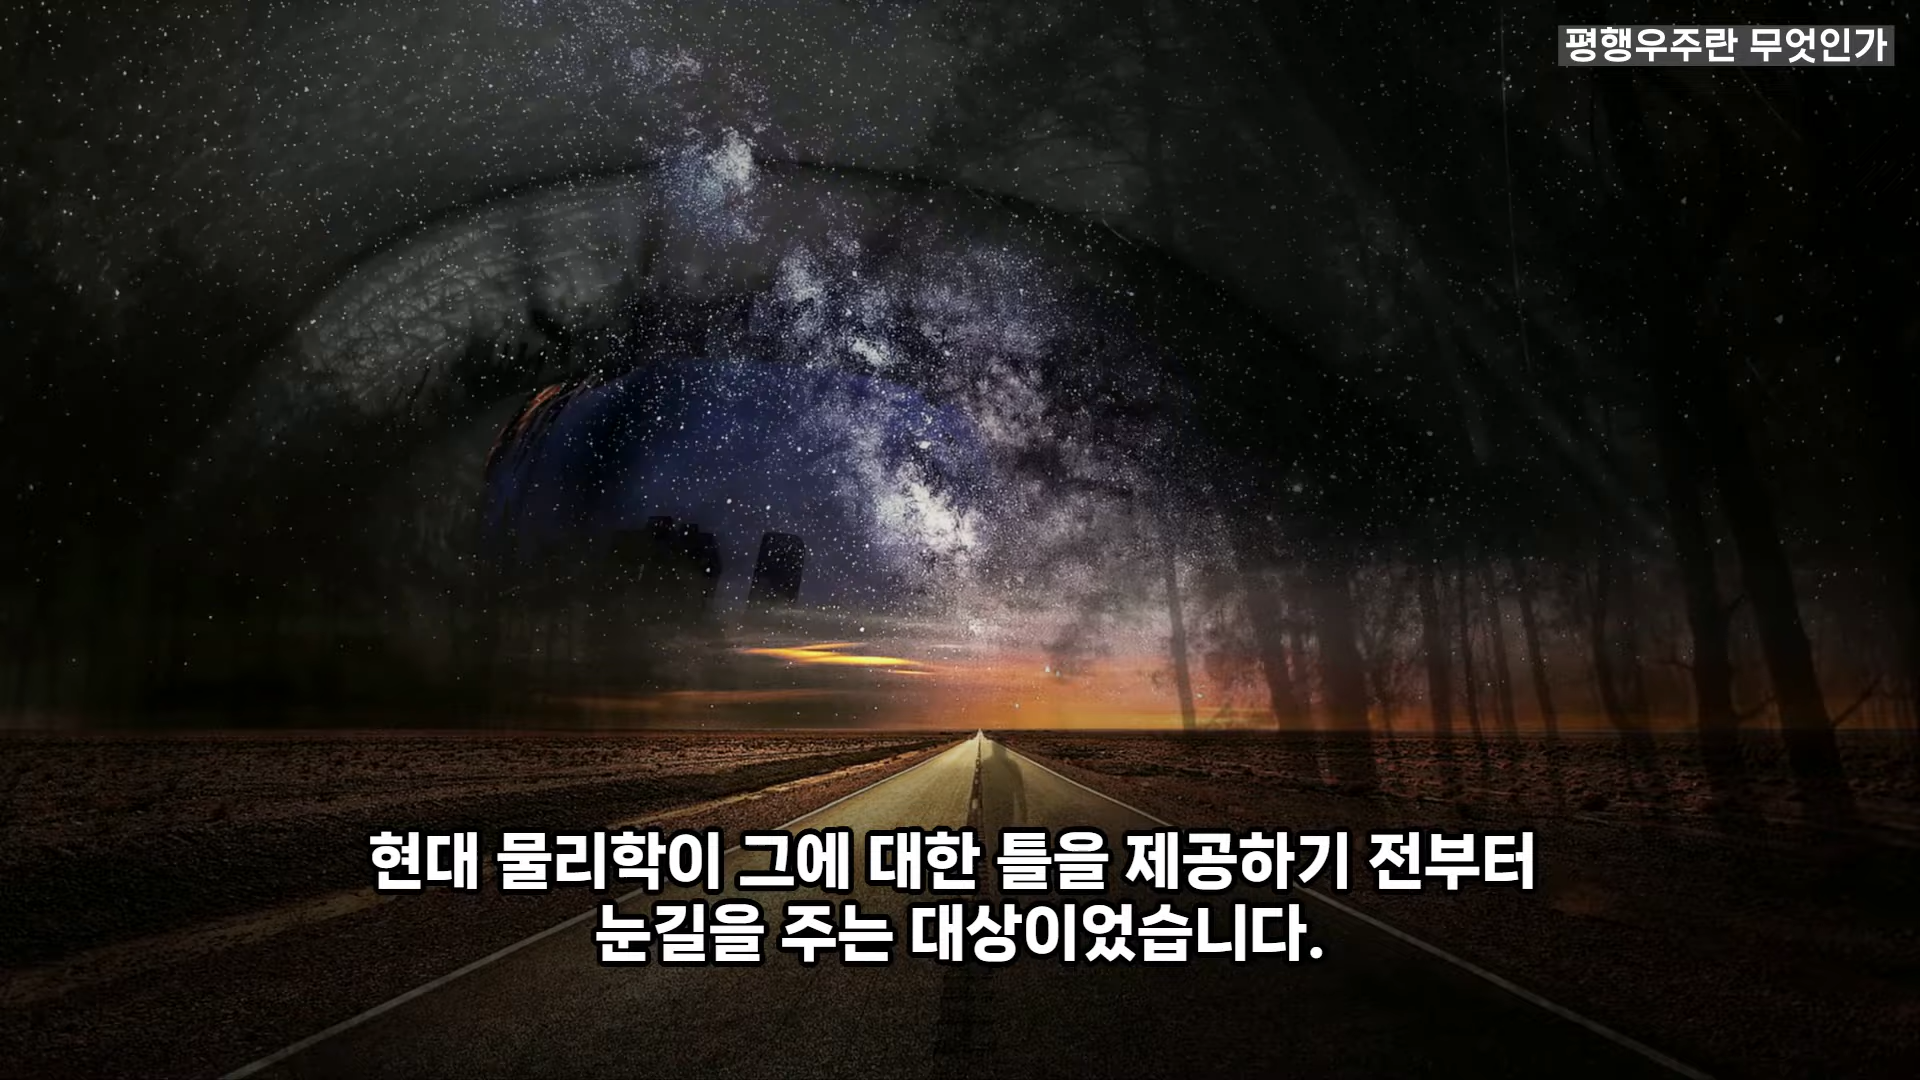 평행우주란 무엇인가
현대 물리학이 그에 대한 틀을 제공하기 전부터
눈길을 주는 대상이었습니다.